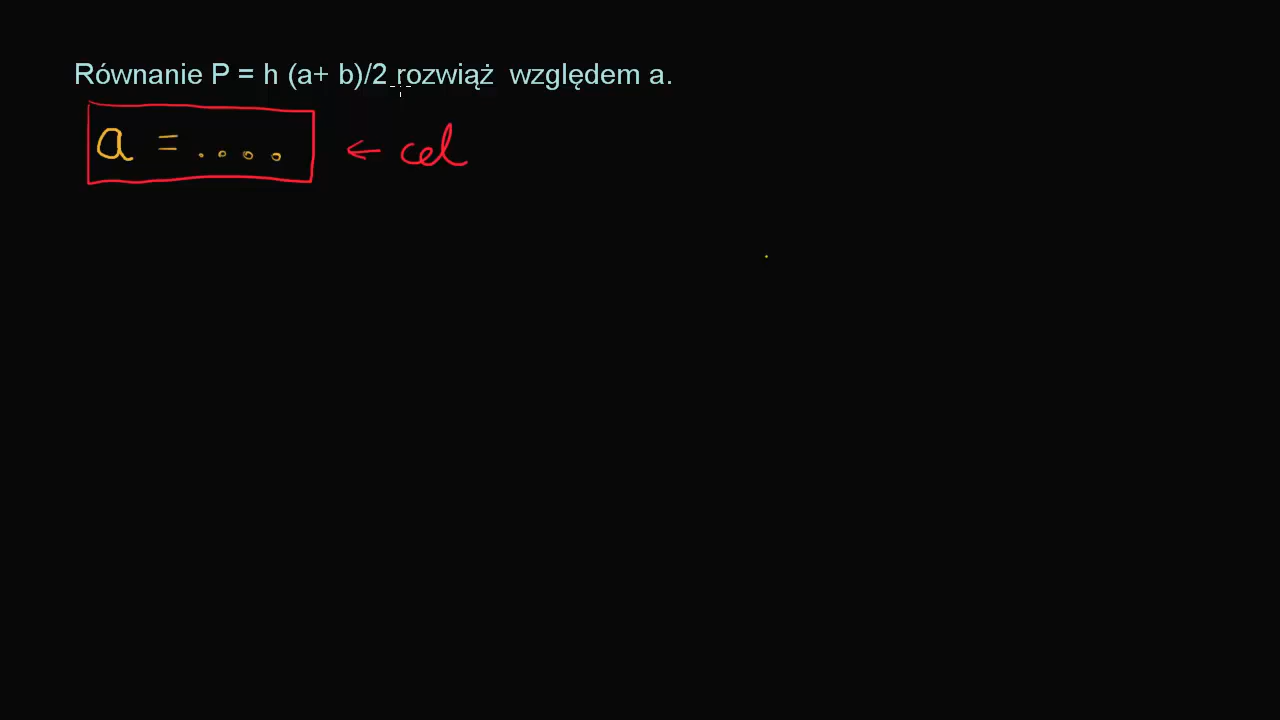 Równanie P = h (a+ b)/2 rozwiąż  względem a.
a = .... ← cel